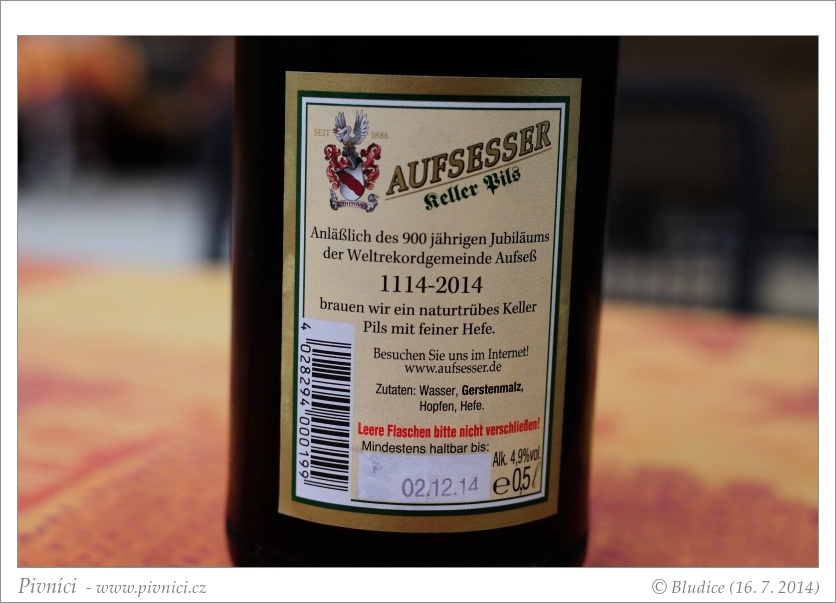 SEIT 1886
AUFSESSER
Keller Pils
Anläßlich des 900 jährigen Jubiläums
der Weltrekordgemeinde Aufseß
1114-2014
brauen wir ein naturtrübes Keller
Pils mit feiner Hefe.
Besuchen Sie uns im Internet!
www.aufsesser.de
Zutaten: Wasser, Gerstenmalz,
Hopfen, Hefe.
Leere Flaschen bitte nicht verschließen!
Mindestens haltbar bis:
02.12.14
Alk. 4,9%vol.
℮ 0,5 l
4 028294 000199
Pivníci - www.pivnici.cz
© Bludice (16. 7. 2014)